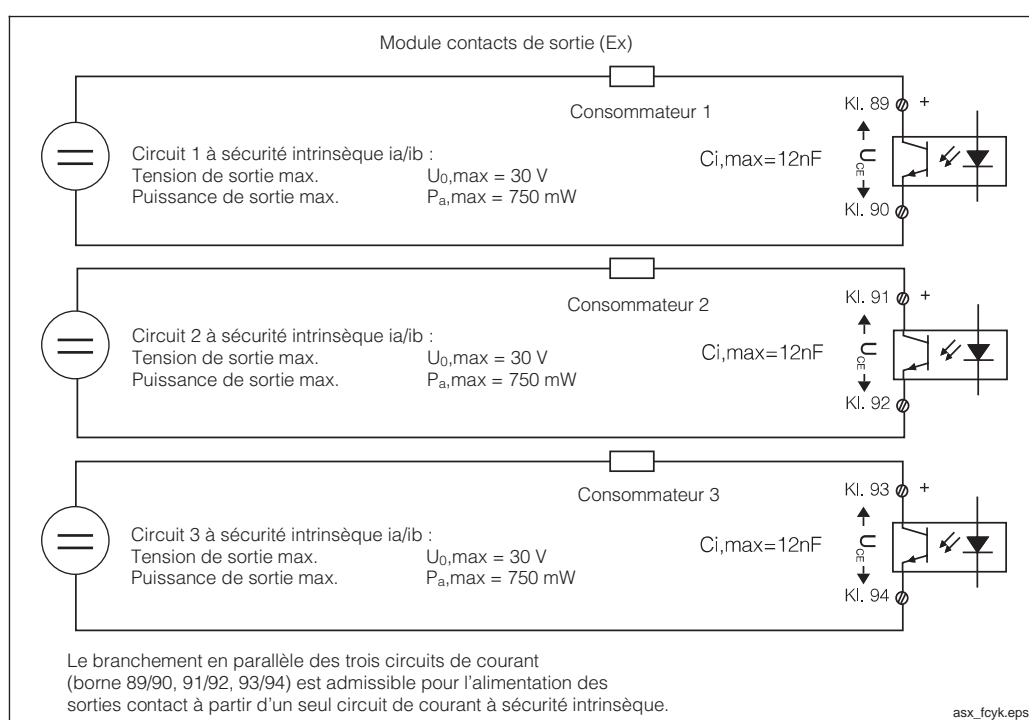 Module contacts de sortie (Ex)
Consommateur 1
Kl. 89 +
Circuit 1 à sécurité intrinsèque ia/ib :
Tension de sortie max. U0,max = 30 V
Puissance de sortie max. Pa,max = 750 mW
Ci,max=12nF
UCE
Kl. 90
Consommateur 2
Kl. 91 +
Circuit 2 à sécurité intrinsèque ia/ib :
Tension de sortie max. U0,max = 30 V
Puissance de sortie max. Pa,max = 750 mW
Ci,max=12nF
UCE
Kl. 92
Consommateur 3
Kl. 93 +
Circuit 3 à sécurité intrinsèque ia/ib :
Tension de sortie max. U0,max = 30 V
Puissance de sortie max. Pa,max = 750 mW
Ci,max=12nF
UCE
Kl. 94
Le branchement en parallèle des trois circuits de courant
(borne 89/90, 91/92, 93/94) est admissible pour l'alimentation des
sorties contact à partir d'un seul circuit de courant à sécurité intrinsèque.
asx_fcyk.eps